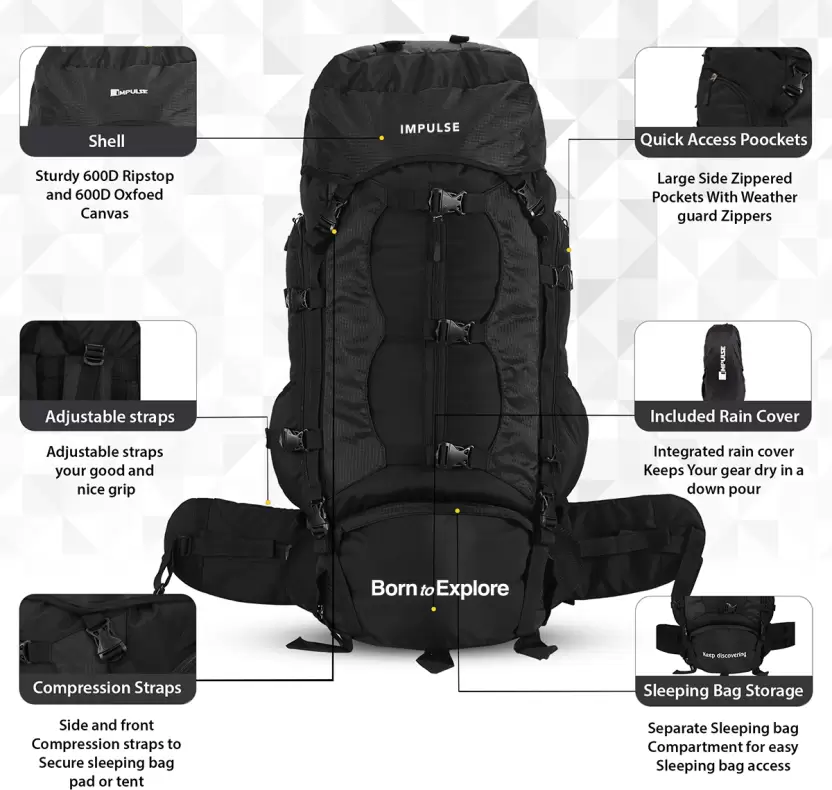 IMPULSE
IMPULSE
Shell
Sturdy 600D Ripstop
and 600D Oxfoed
Canvas
Quick Access Poockets
Large Side Zippered
Pockets With Weather
guard Zippers
Adjustable straps
Adjustable straps
your good and
nice grip
IMPULSE
Included Rain Cover
Integrated rain cover
Keeps Your gear dry in a
down pour
Born to Explore
Compression Straps
Side and front
Compression straps to
Secure sleeping bag
pad or tent
Keep discovering
Sleeping Bag Storage
Separate Sleeping bag
Compartment for easy
Sleeping bag access